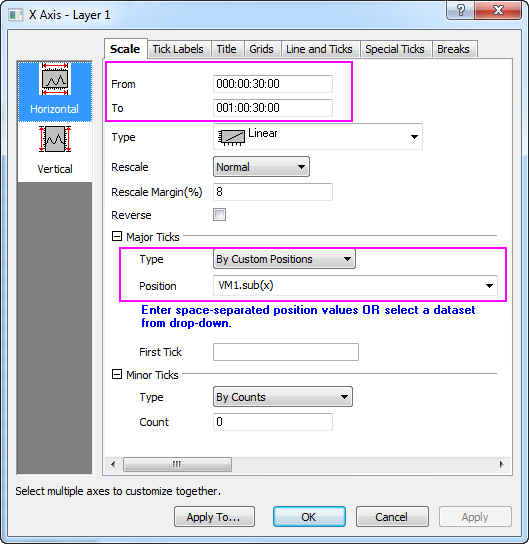 X Axis - Layer 1
?
Scale Tick Labels Title Grids Line and Ticks Special Ticks Breaks
Horizontal
Vertical
From 000:00:30:00
To 001:00:30:00
Type Linear
Rescale Normal
Rescale Margin(%) 8
Reverse
Major Ticks
Type By Custom Positions
Position VM1.sub(x)
Enter space-separated position values OR select a dataset
from drop-down.
First Tick
Minor Ticks
Type By Counts
Count 0
Select multiple axes to customize together.
Apply To... OK Cancel Apply